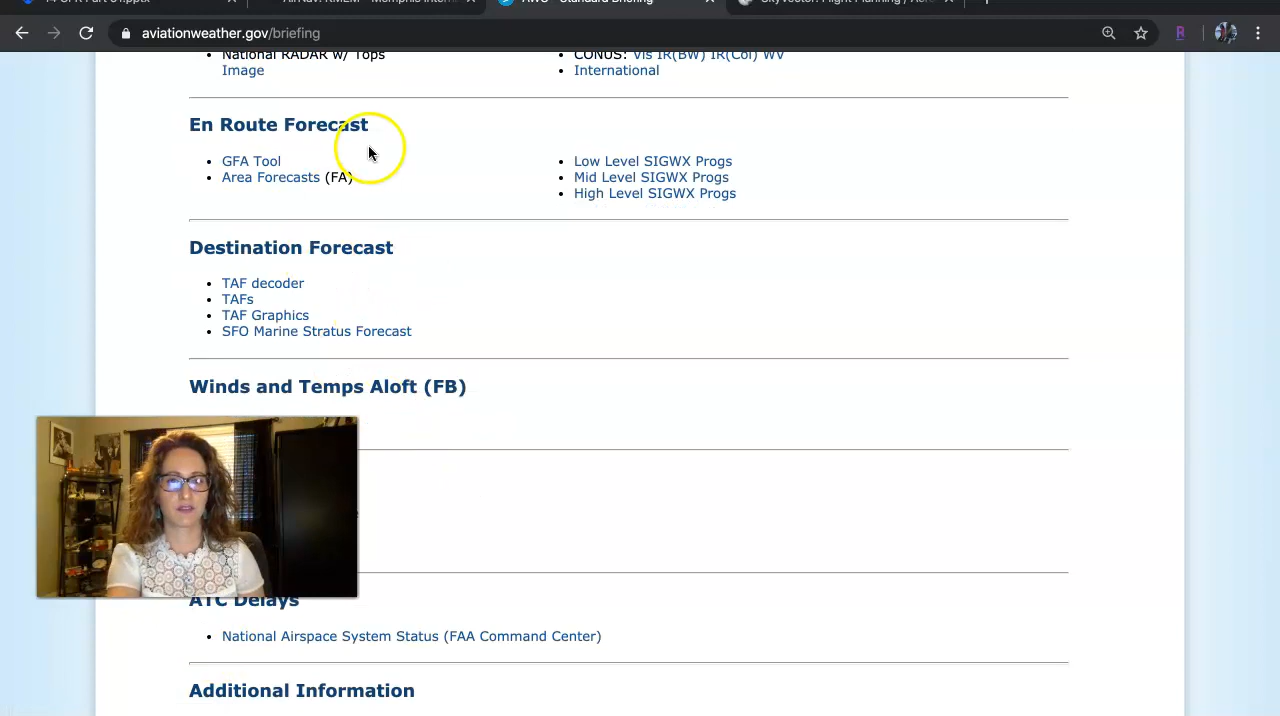 aviationweather.gov/briefing
National RADAR w/ Tops
Image
CONUS: Vis IR(BW) IR(Col) WV
International
En Route Forecast
GFA Tool
Area Forecasts (FA)
Low Level SIGWX Progs
Mid Level SIGWX Progs
High Level SIGWX Progs
Destination Forecast
TAF decoder
TAFs
TAF Graphics
SFO Marine Stratus Forecast
Winds and Temps Aloft (FB)
ATC Delays
National Airspace System Status (FAA Command Center)
Additional Information